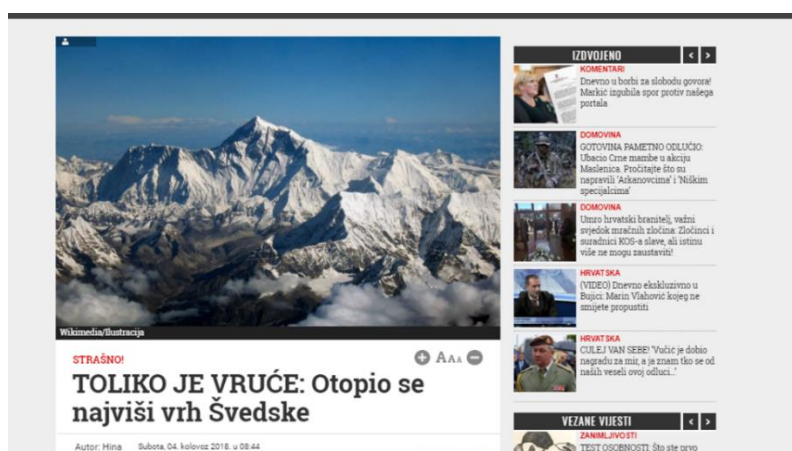 Wikimedia/Ilustracija
STRAŠNO!
AAA
TOLIKO JE VRUĆE: Otopio se
najviši vrh Švedske
Autor: Hina Subota, 04. kolovoz 2018. u 08:44
IZDVOJENO
KOMENTARI
Dnevno u borbi za slobodu govora!
Markić izgubila spor protiv našega
portala
DOMOVINA
GOTOVINA PAMETNO ODLUČIO:
Ubacio Crne mambe u akciju
Maslenica. Pročitajte što su
napravili 'Arkanovcima' i 'Niškim
specijalcima'
DOMOVINA
Umro hrvatski branitelj, važni
svjedok mračnih zločina: Zločinci i
suradnici KOS-a slave, ali istinu
više ne mogu zaustaviti!
HRVATSKA
(VIDEO) Dnevno ekskluzivno u
Bujici: Marin Vlahović kojeg ne
smijete propustiti
HRVATSKA
CULEJ VAN SEBE! 'Vučić je dobio
nagradu za mir, a ja znam tko se od
naših veseli ovoj odluci...'
VEZANE VIJESTI
ZANIMLJIVOSTI
TEST OSOBNOSTI: Što ste prvo